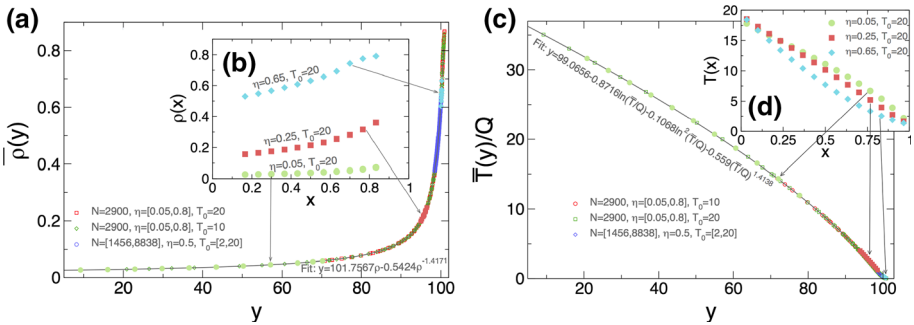 (a)
ρ̄(y)
0.8
0.6
0.4
0.2
0
20
40
60
80
100
y
N=2900, η=[0.05,0.8], T₀=20
N=2900, η=[0.05,0.8], T₀=10
N=[1456,8838], η=0.5, T₀=[2,20]
Fit: y=101.7567ρ-0.5424ρ^-1.4171
(b)
ρ(x)
0.8
0.6
0.4
0.2
0
0
0.2
0.4
0.6
0.8
1
x
η=0.65, T₀=20
η=0.25, T₀=20
η=0.05, T₀=20
(c)
T̄(y)/Q
30
20
10
0
20
40
60
80
100
y
Fit: y=99.0656-0.8716ln(T̄/Q)-0.1068ln²(T̄/Q)-0.559(T̄/Q)^1.4138
N=2900, η=[0.05,0.8], T₀=10
N=2900, η=[0.05,0.8], T₀=20
N=[1456,8838], η=0.5, T₀=[2,20]
(d)
T(x)
20
15
10
5
0
0
0.25
0.5
0.75
1
x
η=0.05, T₀=20
η=0.25, T₀=20
η=0.65, T₀=20